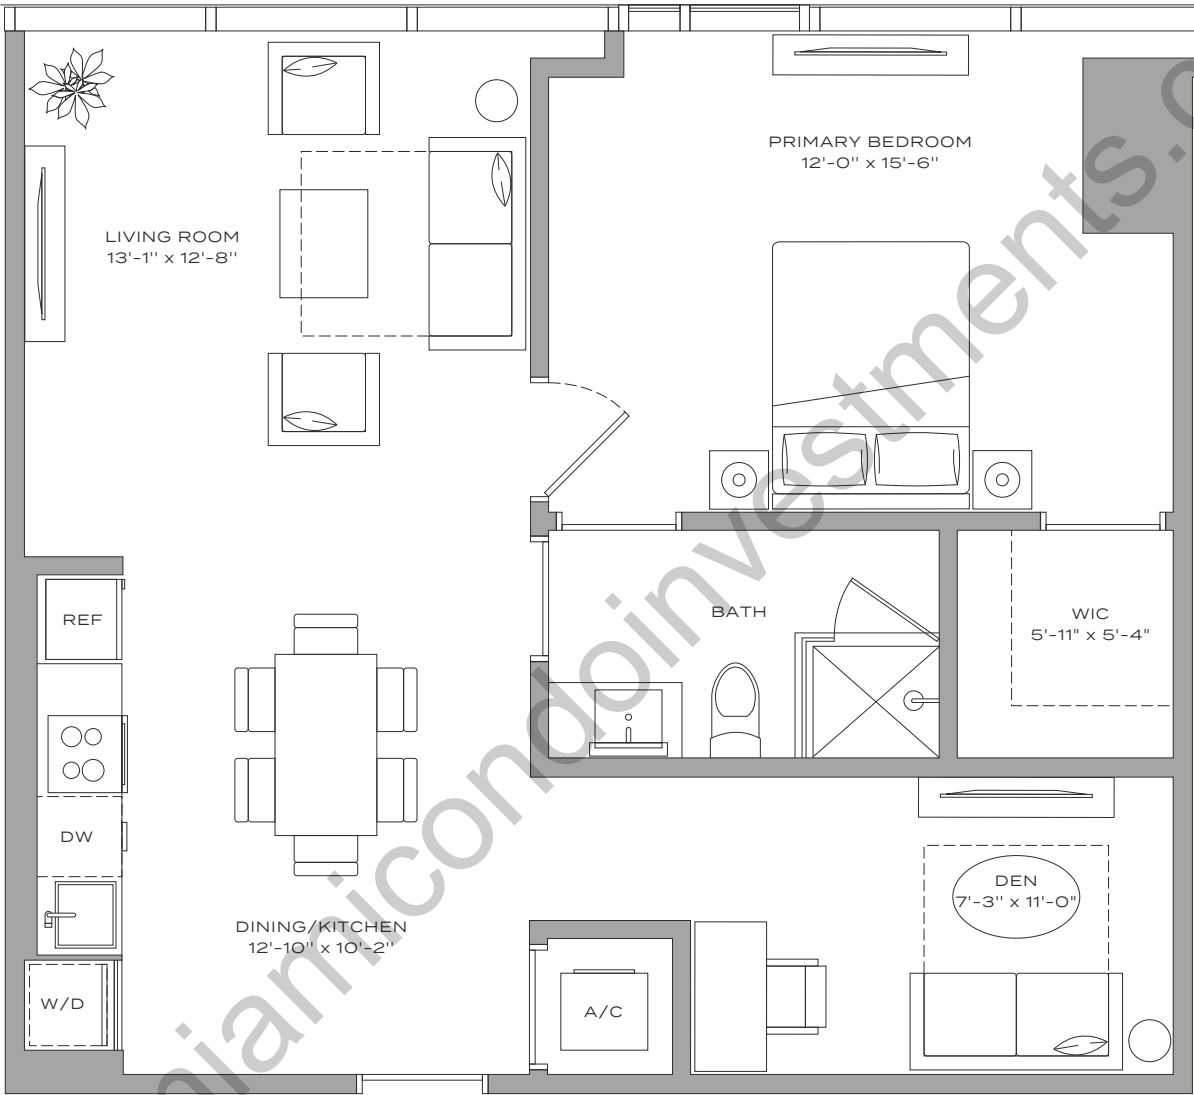 PRIMARY BEDROOM
12'-0" x 15'-6"
LIVING ROOM
13'-1" x 12'-8"
REF
BATH
WIC
5'-11" x 5'-4"
DW
DEN
7'-3" x 11'-0"
DINING/KITCHEN
12'-10" x 10'-2"
W/D
A/C
miamicondoinvestments.c